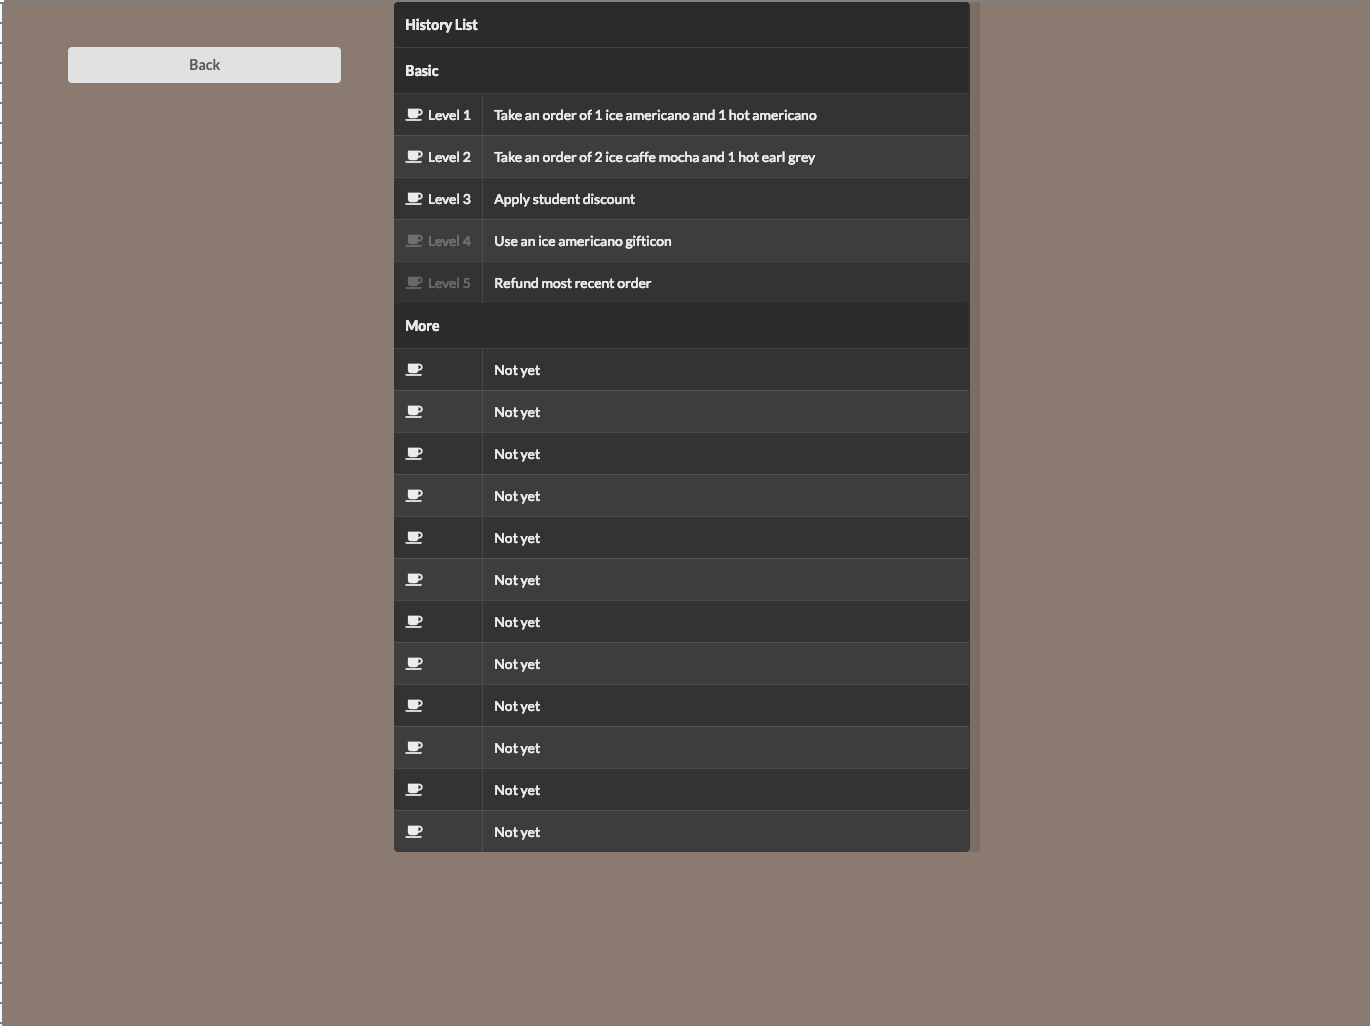 History List
Back
Basic
Level 1 Take an order of 1 ice americano and 1 hot americano
Level 2 Take an order of 2 ice caffe mocha and 1 hot earl grey
Level 3 Apply student discount
Level 4 Use an ice americano gifticon
Level 5 Refund most recent order
More
Not yet
Not yet
Not yet
Not yet
Not yet
Not yet
Not yet
Not yet
Not yet
Not yet
Not yet
Not yet